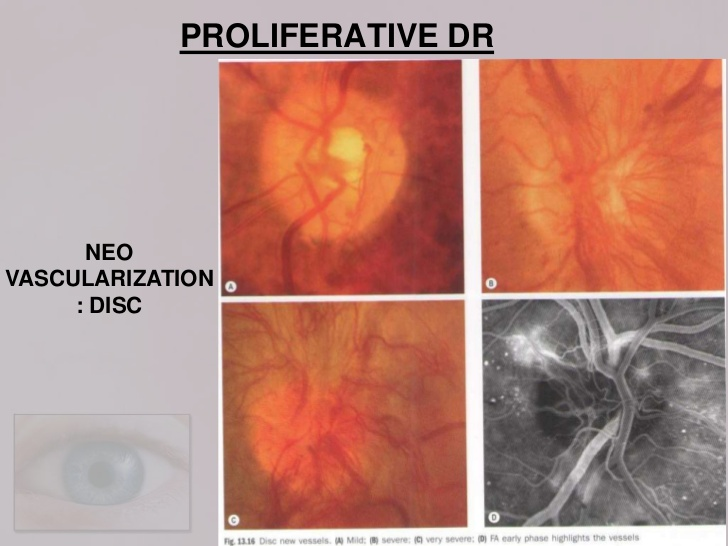 PROLIFERATIVE DR
NEO
VASCULARIZATION
: DISC
A
B
C
D
Fig. 13.16 Disc new vessels. (A) Mild; (B) severe; (C) very severe; (D) FA early phase highlights the vessels